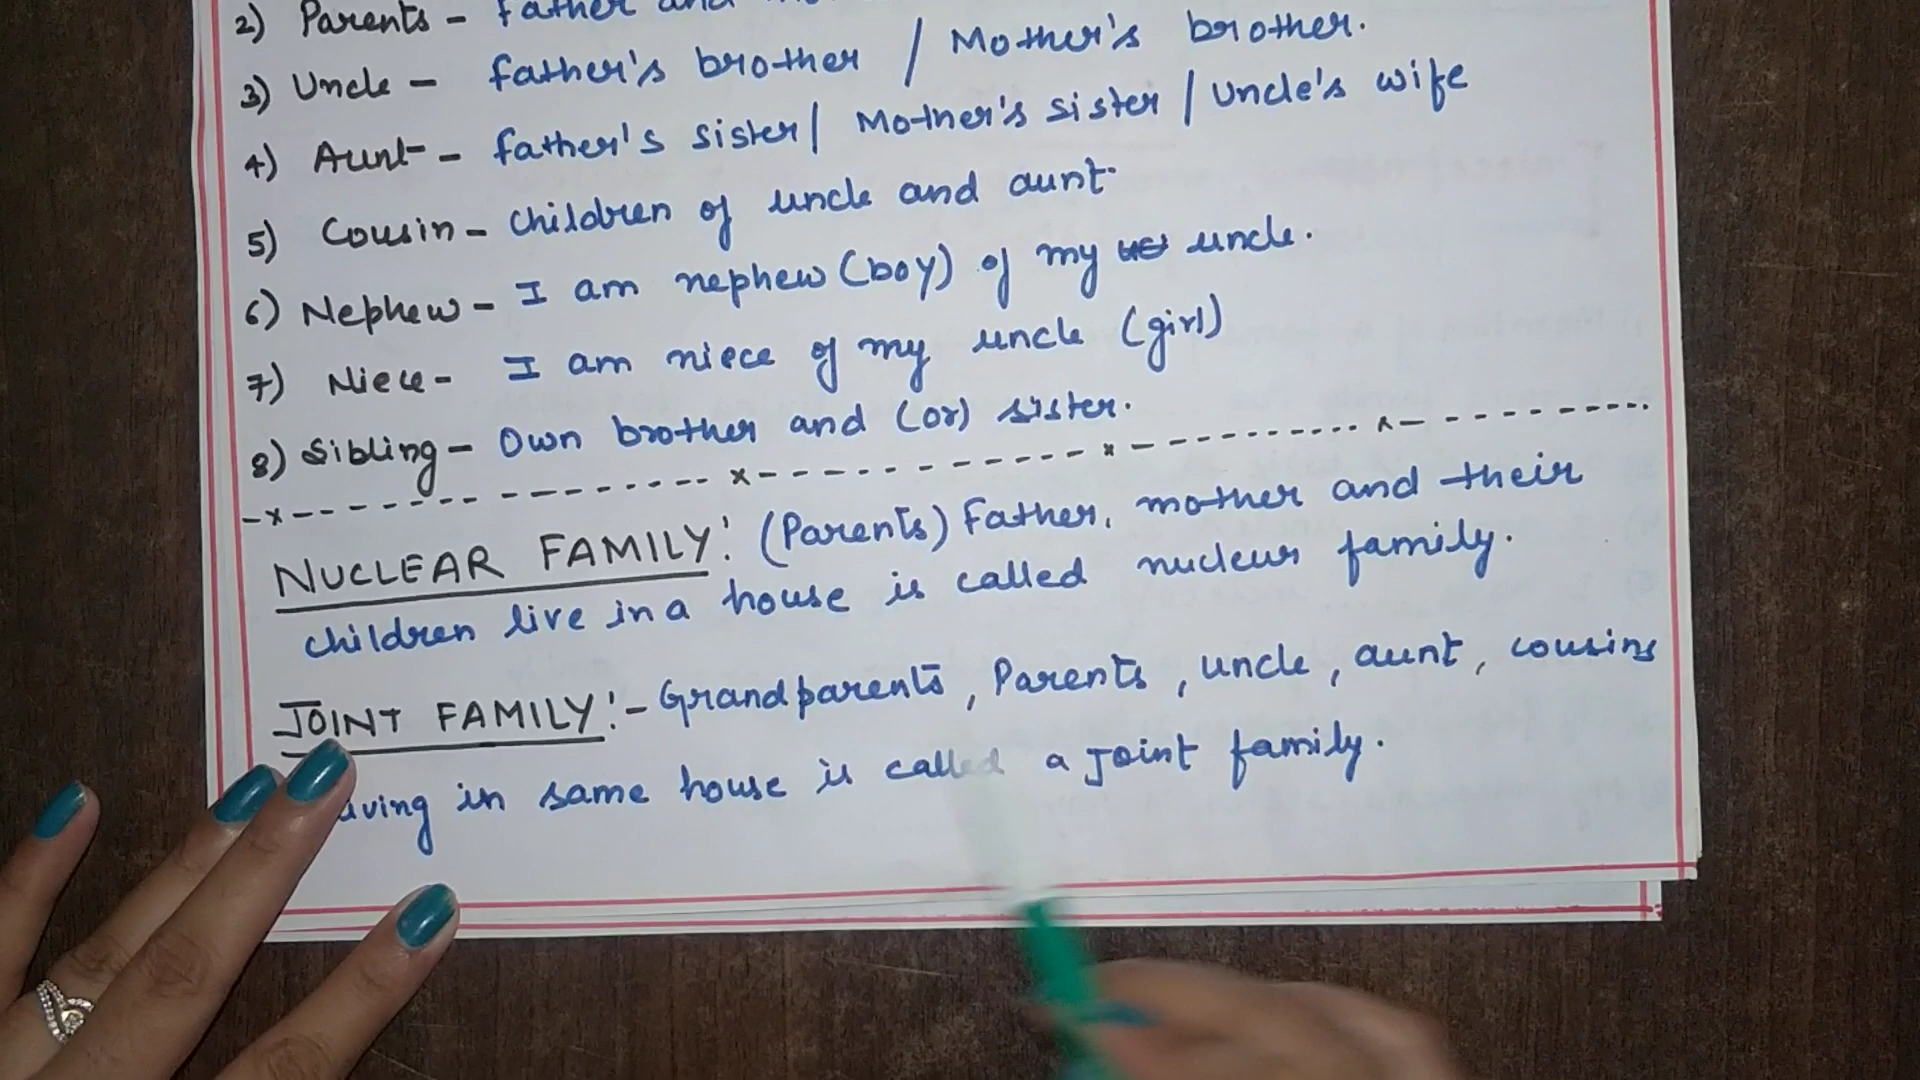 2) Parents - Father and
3) Uncle - father's brother / Mother's brother.
4) Aunt - father's sister/ Mother's sister / Uncle's wife
5) Cousin - children of uncle and aunt.
6) Nephew - I am nephew (boy) of my uncle.
7) Niece - I am niece of my uncle (girl)
8) Sibling - Own brother and (or) sister.
-x- - - - - - - - - - - - - - -x- - - - - - - - - - - -x- - - - - - - - - -x- - - - - - - - -
NUCLEAR FAMILY: (Parents) Father, mother and their
children live in a house is called nucleus family.
JOINT FAMILY:- Grandparents, Parents, uncle, aunt, cousins
in same house is called a Joint family.